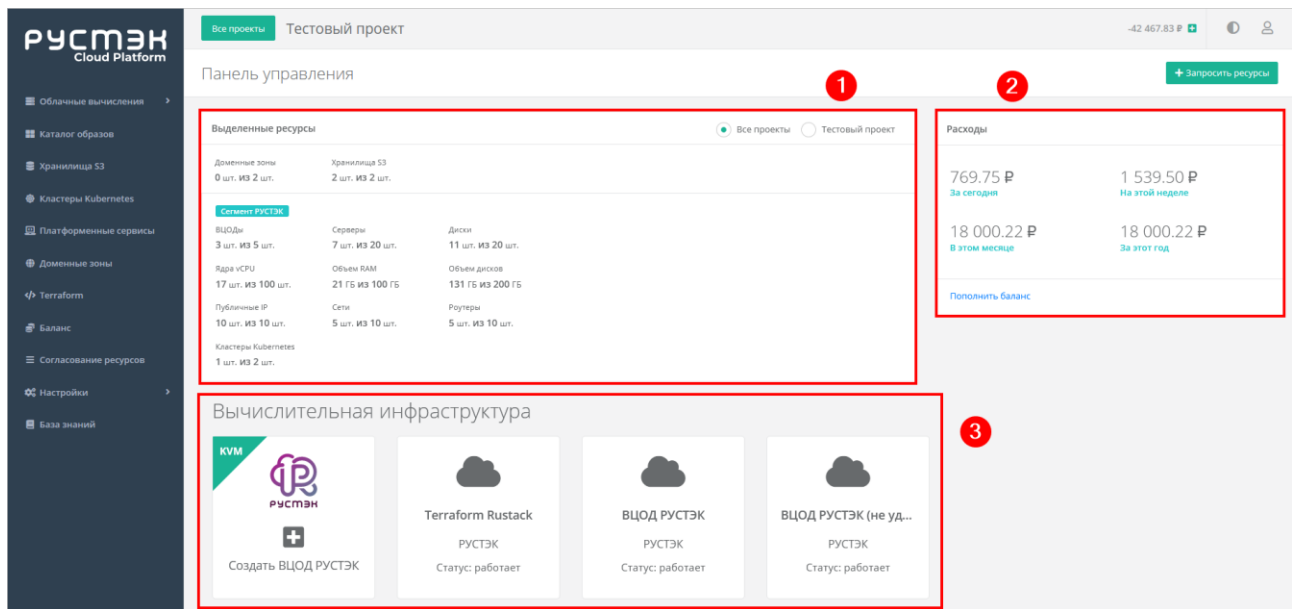 РУСТЭК
Cloud Platform
Облачные вычисления
Каталог образов
Хранилища S3
Кластеры Kubernetes
Платформенные сервисы
Доменные зоны
Terraform
Баланс
Согласование ресурсов
Настройки
База знаний
Все проекты Тестовый проект -42 467.83 ₽
Панель управления + Запросить ресурсы
1
2
Выделенные ресурсы Все проекты Тестовый проект
Доменные зоны Хранилища S3
0 шт. из 2 шт. 2 шт. из 2 шт.
Сегмент РУСТЭК
ВЦОДы Серверы Диски
3 шт. из 5 шт. 7 шт. из 20 шт. 11 шт. из 20 шт.
Ядра vCPU Объем RAM Объем дисков
17 шт. из 100 шт. 21 ГБ из 100 ГБ 131 ГБ из 200 ГБ
Публичные IP Сети Роутеры
10 шт. из 10 шт. 5 шт. из 10 шт. 5 шт. из 10 шт.
Кластеры Kubernetes
1 шт. из 2 шт.
Расходы
769.75 ₽ 1 539.50 ₽
За сегодня На этой неделе
18 000.22 ₽ 18 000.22 ₽
В этом месяце За этот год
Пополнить баланс
Вычислительная инфраструктура
3
KVM
РУСТЭК
Создать ВЦОД РУСТЭК
Terraform Rustack
РУСТЭК
Статус: работает
ВЦОД РУСТЭК
РУСТЭК
Статус: работает
ВЦОД РУСТЭК (не уд...
РУСТЭК
Статус: работает